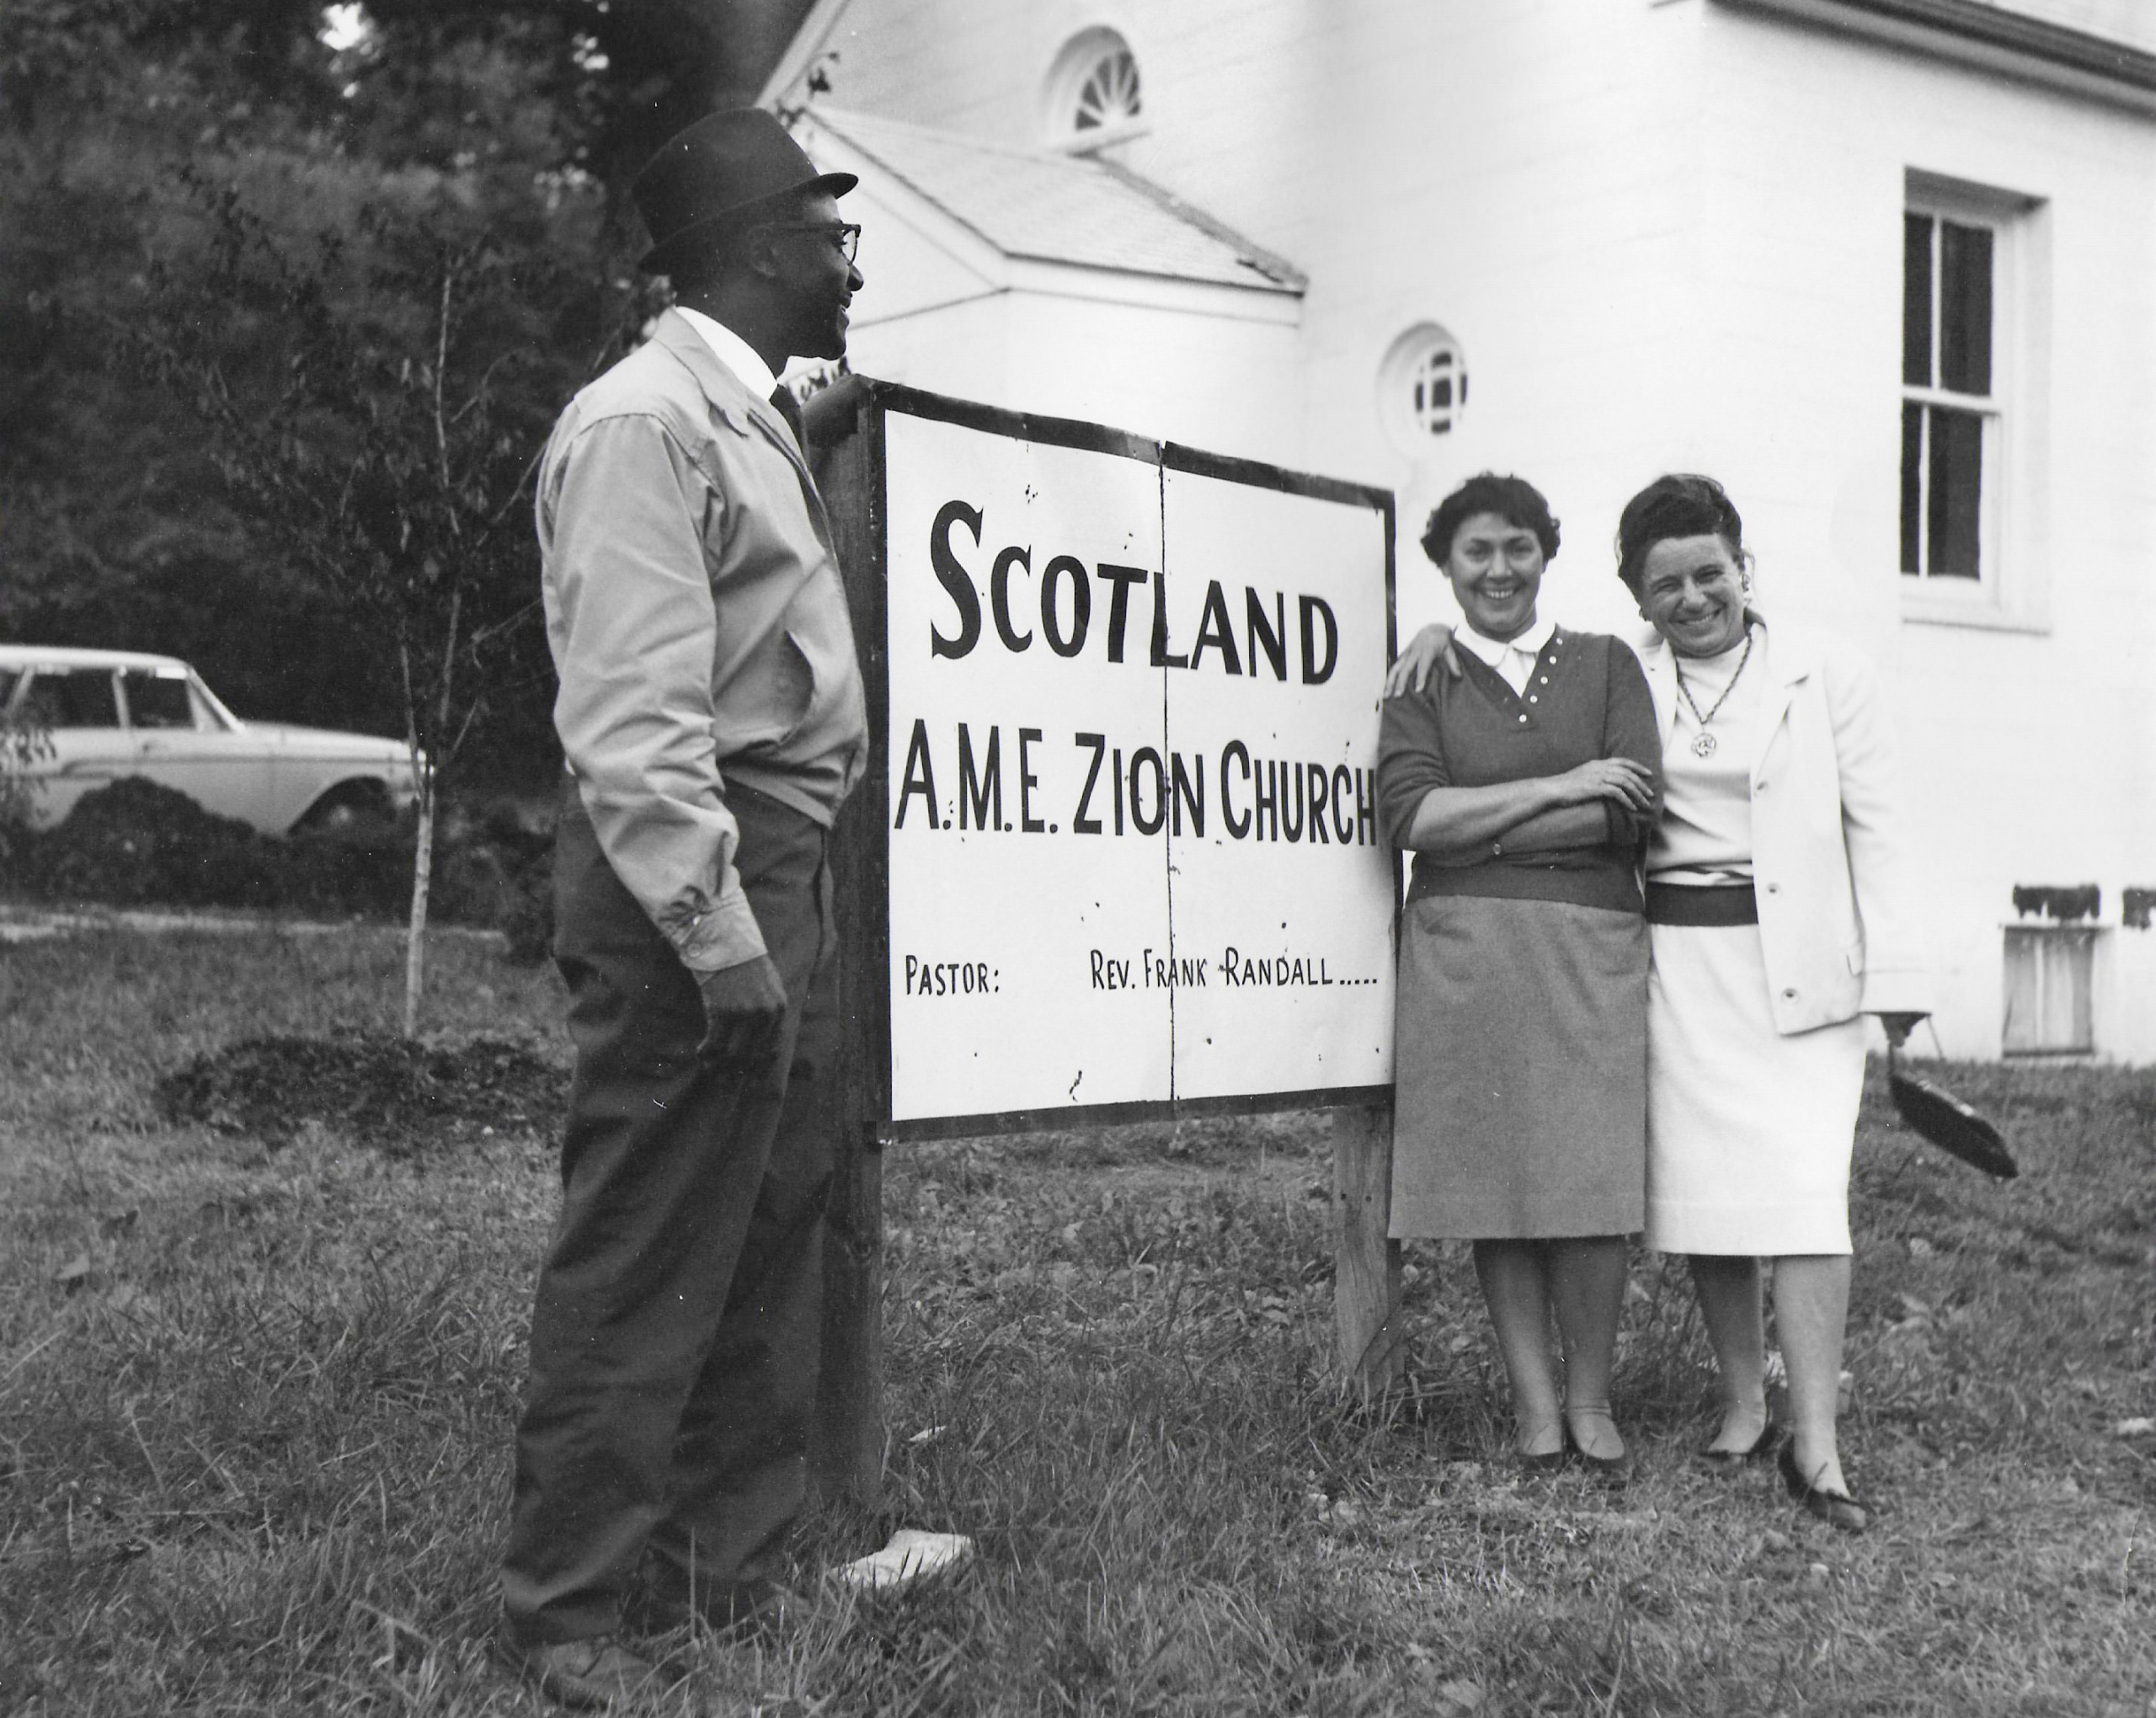 SCOTLAND
A.M.E. ZION CHURCH
PASTOR: REV. FRANK RANDALL.....